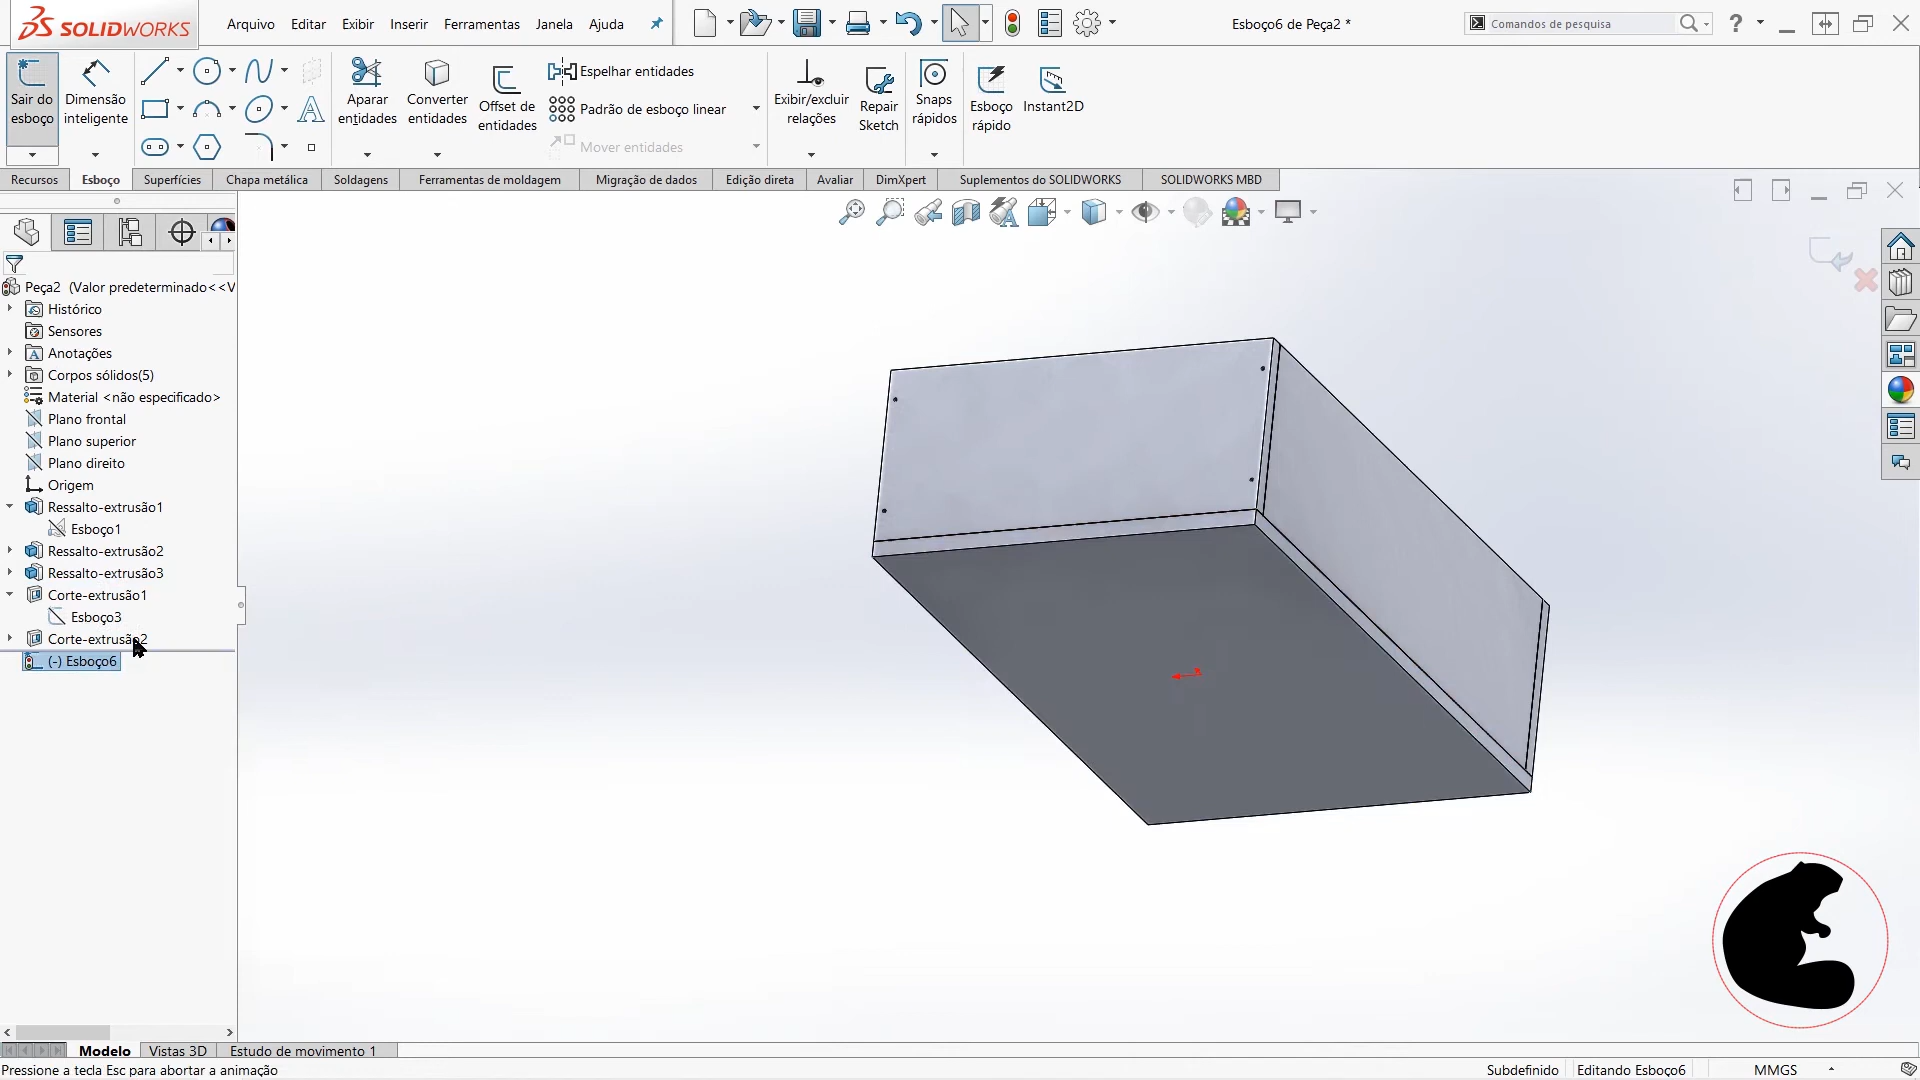 SOLIDWORKS
Arquivo
Editar
Exibir
Inserir
Ferramentas
Janela
Ajuda
Esboço6 de Peça2 *
Comandos de pesquisa
?
Sair do
esboço
Dimensão
inteligente
Aparar
entidades
Converter
entidades
Offset de
entidades
Espelhar entidades
Padrão de esboço linear
Mover entidades
Exibir/excluir
relações
Repair
Sketch
Snaps
rápidos
Esboço
rápido
Instant2D
Recursos
Esboço
Superfícies
Chapa metálica
Soldagens
Ferramentas de moldagem
Migração de dados
Edição direta
Avaliar
DimXpert
Suplementos do SOLIDWORKS
SOLIDWORKS MBD
Peça2 (Valor predeterminado<<V
Histórico
Sensores
Anotações
Corpos sólidos(5)
Material <não especificado>
Plano frontal
Plano superior
Plano direito
Origem
Ressalto-extrusão1
Esboço1
Ressalto-extrusão2
Ressalto-extrusão3
Corte-extrusão1
Esboço3
Corte-extrusão2
(-) Esboço6
Modelo
Vistas 3D
Estudo de movimento 1
Pressione a tecla Esc para abortar a animação
Subdefinido
Editando Esboço6
MMGS